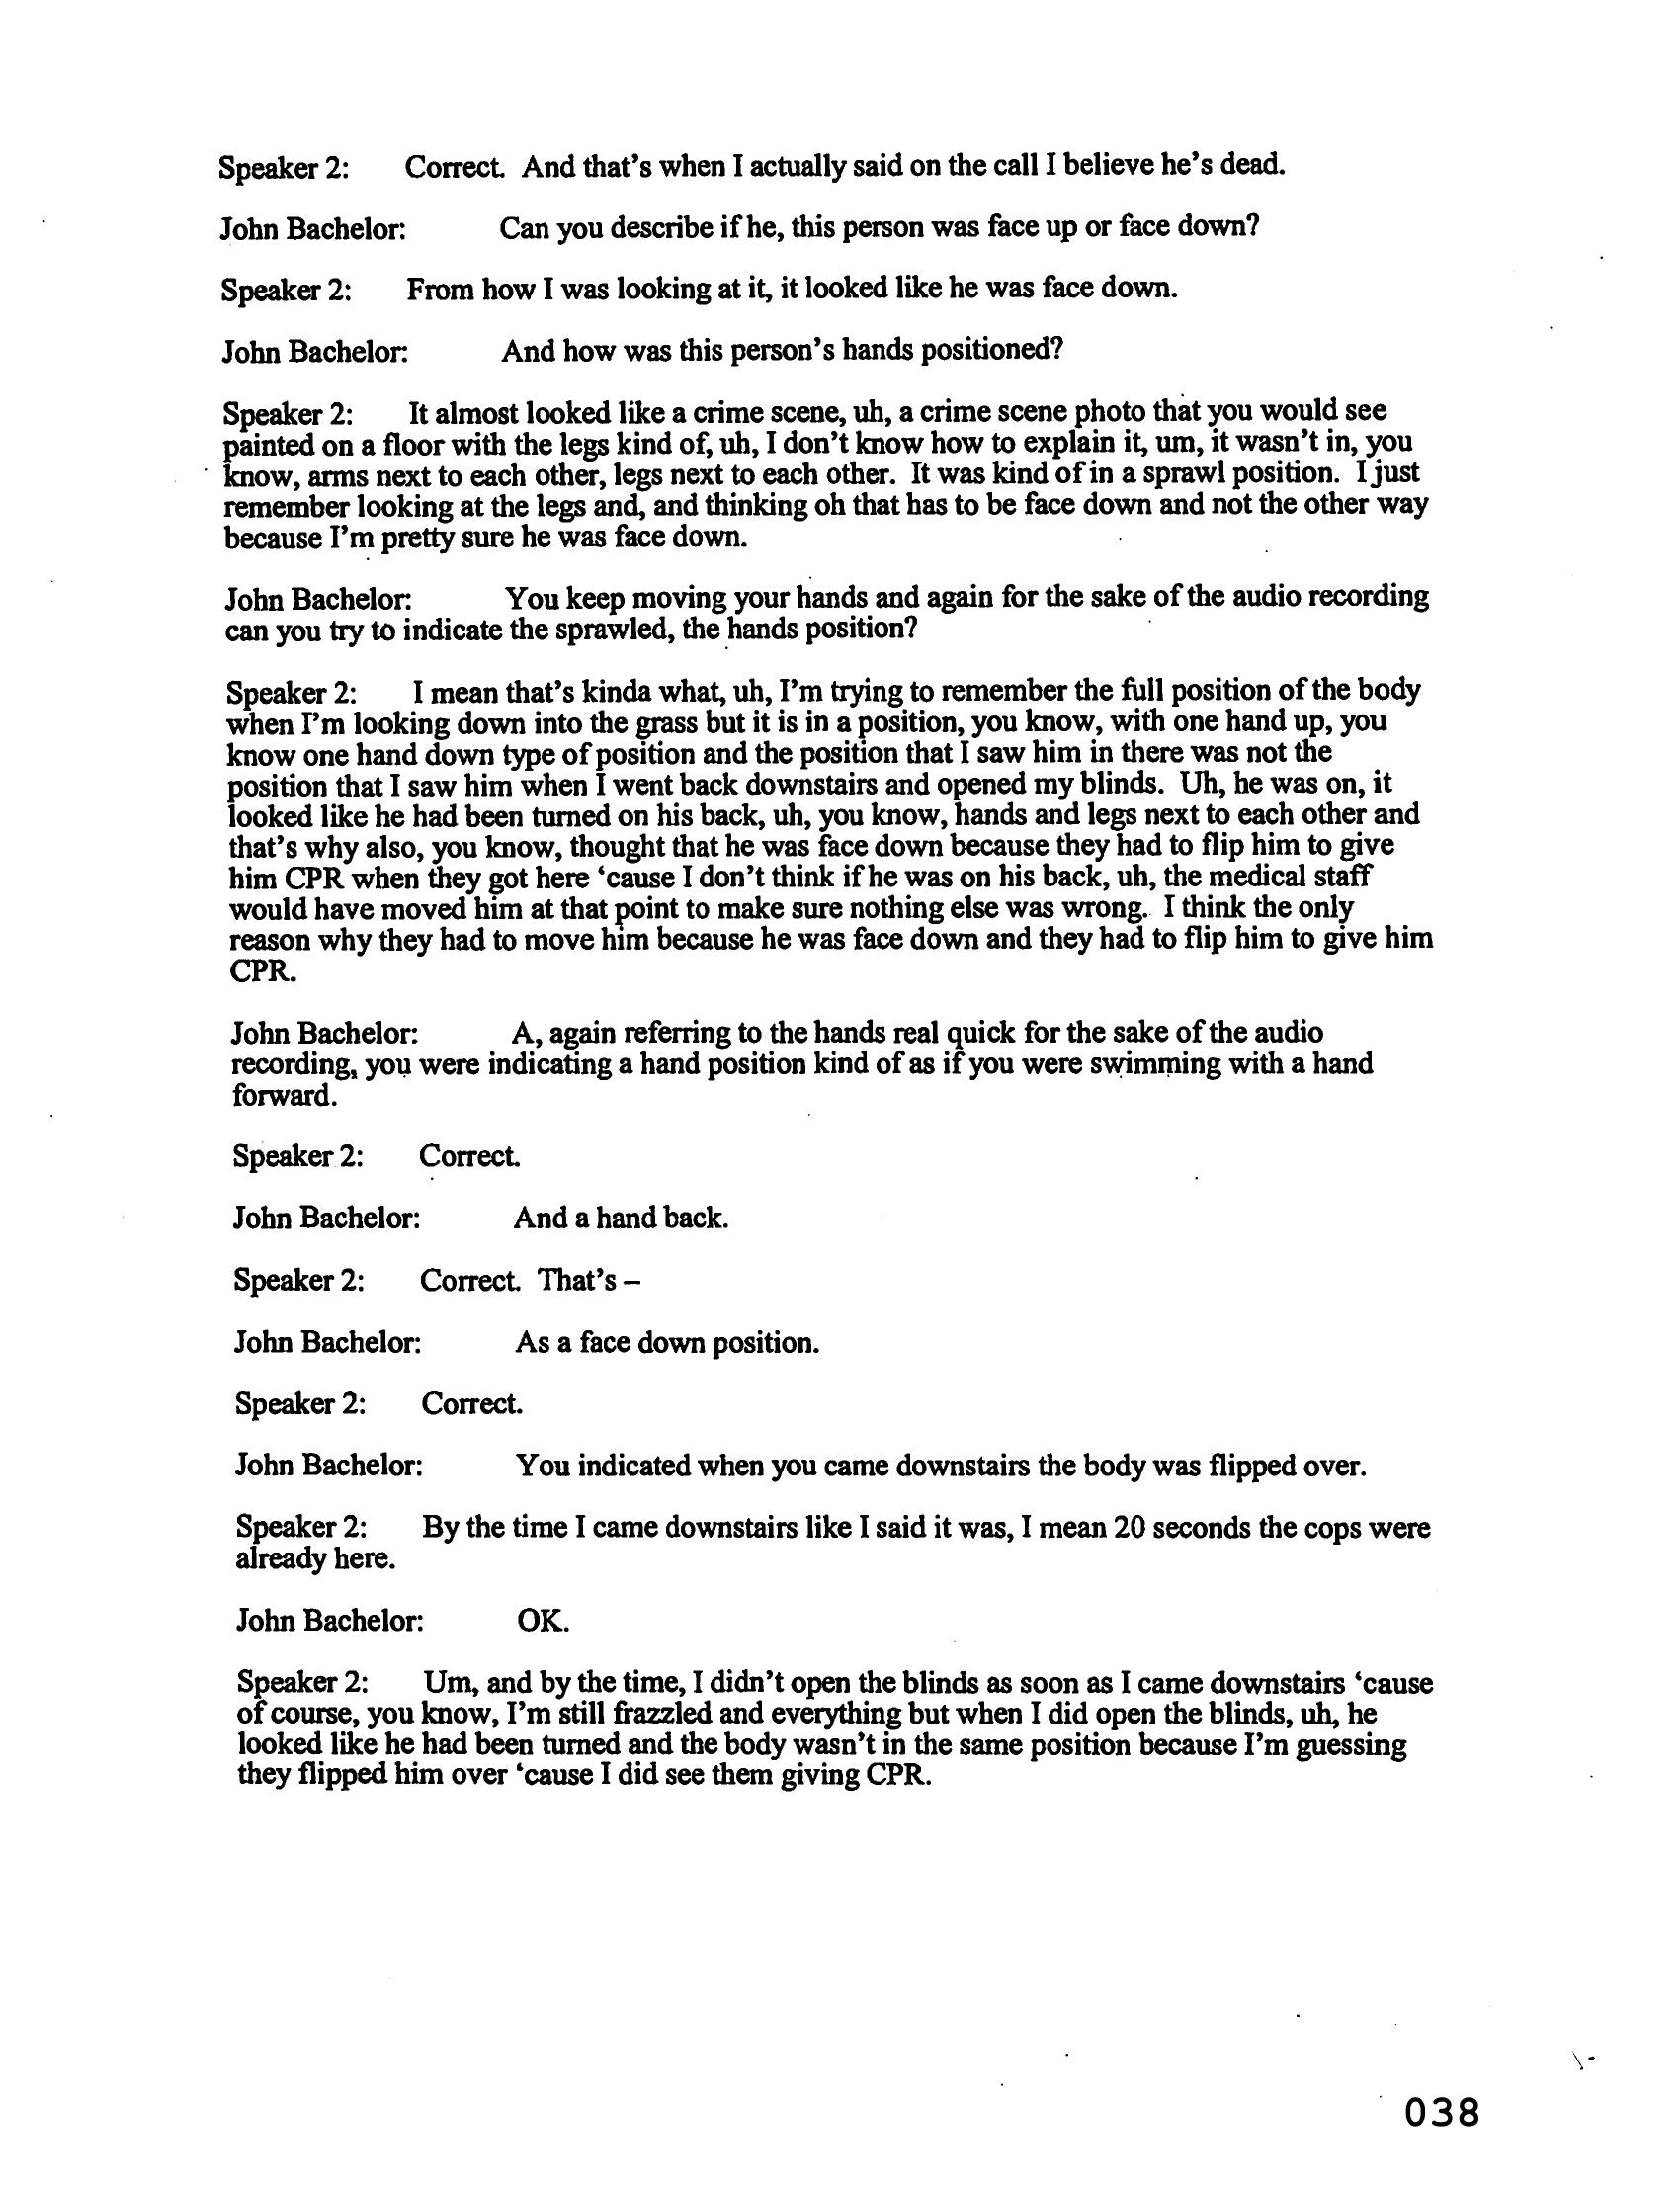 Speaker 2: Correct. And that's when I actually said on the call I believe he's dead.
John Bachelor: Can you describe if he, this person was face up or face down?
Speaker 2: From how I was looking at it, it looked like he was face down.
John Bachelor: And how was this person's hands positioned?
Speaker 2: It almost looked like a crime scene, uh, a crime scene photo that you would see
painted on a floor with the legs kind of, uh, I don't know how to explain it, um, it wasn't in, you
know, arms next to each other, legs next to each other. It was kind of in a sprawl position. I just
remember looking at the legs and, and thinking oh that has to be face down and not the other way
because I'm pretty sure he was face down.
John Bachelor: You keep moving your hands and again for the sake of the audio recording
can you try to indicate the sprawled, the hands position?
Speaker 2: I mean that's kinda what, uh, I'm trying to remember the full position of the body
when I'm looking down into the grass but it is in a position, you know, with one hand up, you
know one hand down type of position and the position that I saw him in there was not the
position that I saw him when I went back downstairs and opened my blinds. Uh, he was on, it
looked like he had been turned on his back, uh, you know, hands and legs next to each other and
that's why also, you know, thought that he was face down because they had to flip him to give
him CPR when they got here 'cause I don't think if he was on his back, uh, the medical staff
would have moved him at that point to make sure nothing else was wrong. I think the only
reason why they had to move him because he was face down and they had to flip him to give him
CPR.
John Bachelor: A, again referring to the hands real quick for the sake of the audio
recording, you were indicating a hand position kind of as if you were swimming with a hand
forward.
Speaker 2: Correct.
John Bachelor: And a hand back.
Speaker 2: Correct. That's –
John Bachelor: As a face down position.
Speaker 2: Correct.
John Bachelor: You indicated when you came downstairs the body was flipped over.
Speaker 2: By the time I came downstairs like I said it was, I mean 20 seconds the cops were
already here.
John Bachelor: OK.
Speaker 2: Um, and by the time, I didn't open the blinds as soon as I came downstairs 'cause
of course, you know, I'm still frazzled and everything but when I did open the blinds, uh, he
looked like he had been turned and the body wasn't in the same position because I'm guessing
they flipped him over 'cause I did see them giving CPR.
038